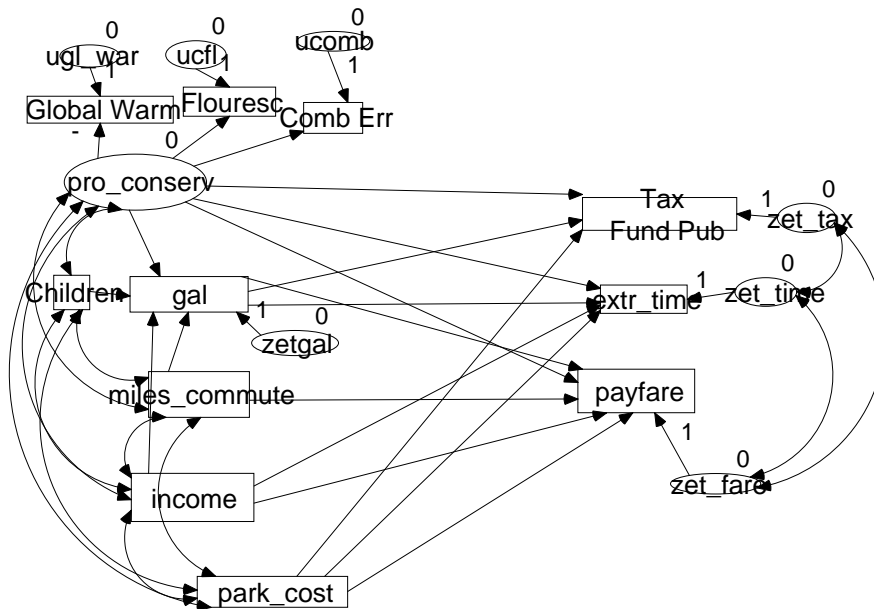 0
0
0
ugl_war
ucfl
ucomb
1
1
1
Global Warm
Flouresc
Comb Err
-
0
pro_conserv
Tax
Fund Pub
1
0
zet_tax
Children
gal
1
0
zetgal
extr_time
1
0
zet_time
miles_commute
payfare
1
0
zet_fare
income
park_cost